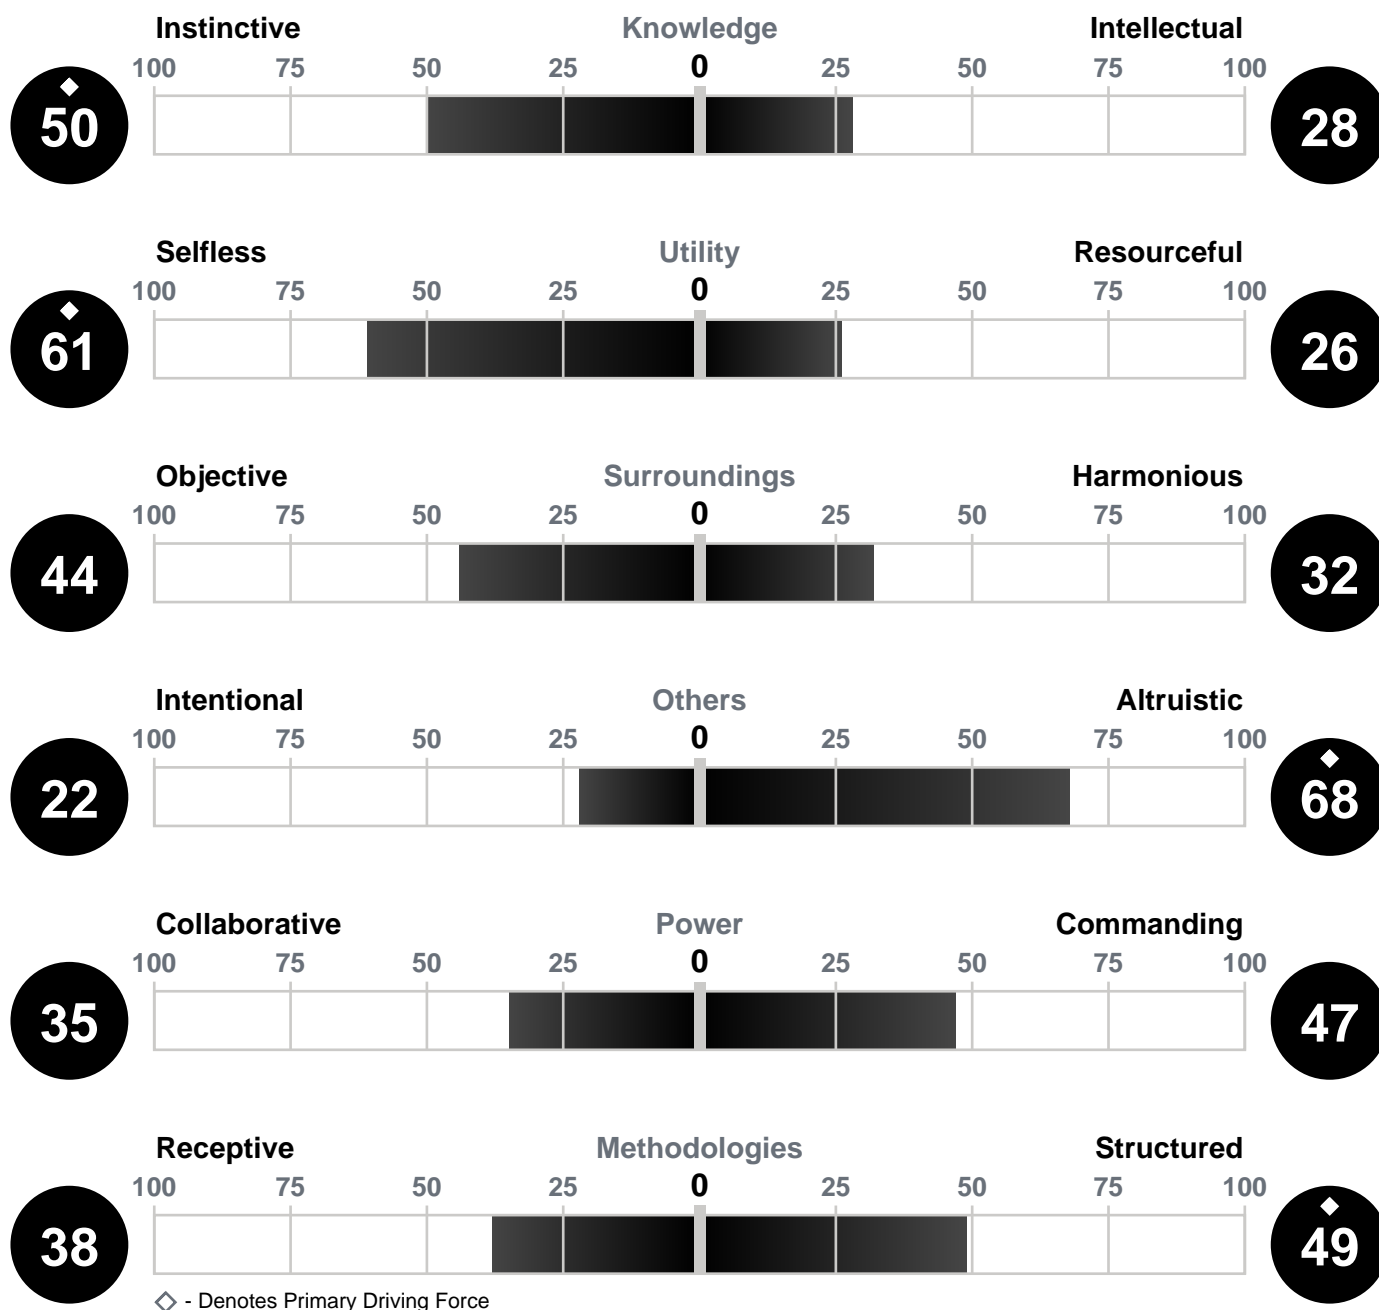 Instinctive Knowledge Intellectual
100 75 50 25 0 25 50 75 100
50 28
Selfless Utility Resourceful
100 75 50 25 0 25 50 75 100
61 26
Objective Surroundings Harmonious
100 75 50 25 0 25 50 75 100
44 32
Intentional Others Altruistic
100 75 50 25 0 25 50 75 100
22 68
Collaborative Power Commanding
100 75 50 25 0 25 50 75 100
35 47
Receptive Methodologies Structured
100 75 50 25 0 25 50 75 100
38 49
- Denotes Primary Driving Force